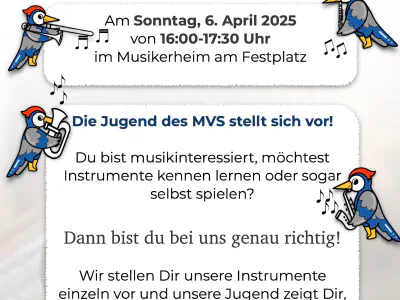 Am Sonntag, 6. April 2025
von 16:00-17:30 Uhr
im Musikerheim am Festplatz
Die Jugend des MVS stellt sich vor!
Du bist musikinteressiert, möchtest
Instrumente kennen lernen oder sogar
selbst spielen?
Dann bist du bei uns genau richtig!
Wir stellen Dir unsere Instrumente
einzeln vor und unsere Jugend zeigt Dir,